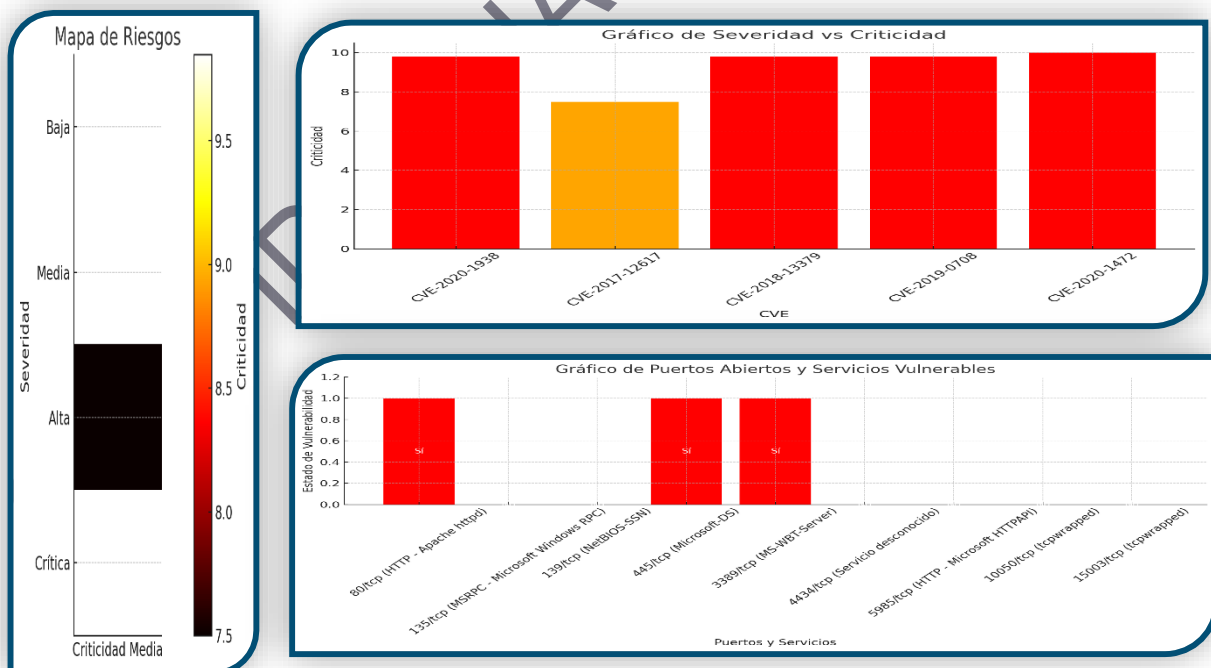 Mapa de Riesgos
Severidad
Baja
Media
Alta
Crítica
Criticidad Media
9.5
9.0
8.5
8.0
7.5
Criticidad
Gráfico de Severidad vs Criticidad
Criticidad
10
8
6
4
2
0
CVE-2020-1938
CVE-2017-12617
CVE-2018-13379
CVE-2019-0708
CVE-2020-1472
CVE
Gráfico de Puertos Abiertos y Servicios Vulnerables
Estado de Vulnerabilidad
1.2
1.0
0.8
0.6
0.4
0.2
0.0
Sí
Sí
Sí
80/tcp (HTTP - Apache httpd)
135/tcp (MSRPC - Microsoft Windows RPC)
139/tcp (NetBIOS-SSN)
445/tcp (Microsoft-DS)
3389/tcp (MS-WBT-Server)
4434/tcp (Servicio desconocido)
5985/tcp (HTTP - Microsoft HTTPAPI)
10050/tcp (tcpwrapped)
15003/tcp (tcpwrapped)
Puertos y Servicios